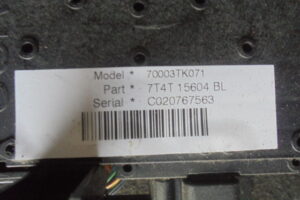 Model * 70003TK071
Part * 7T4T 15604 BL
Serial * C020767563